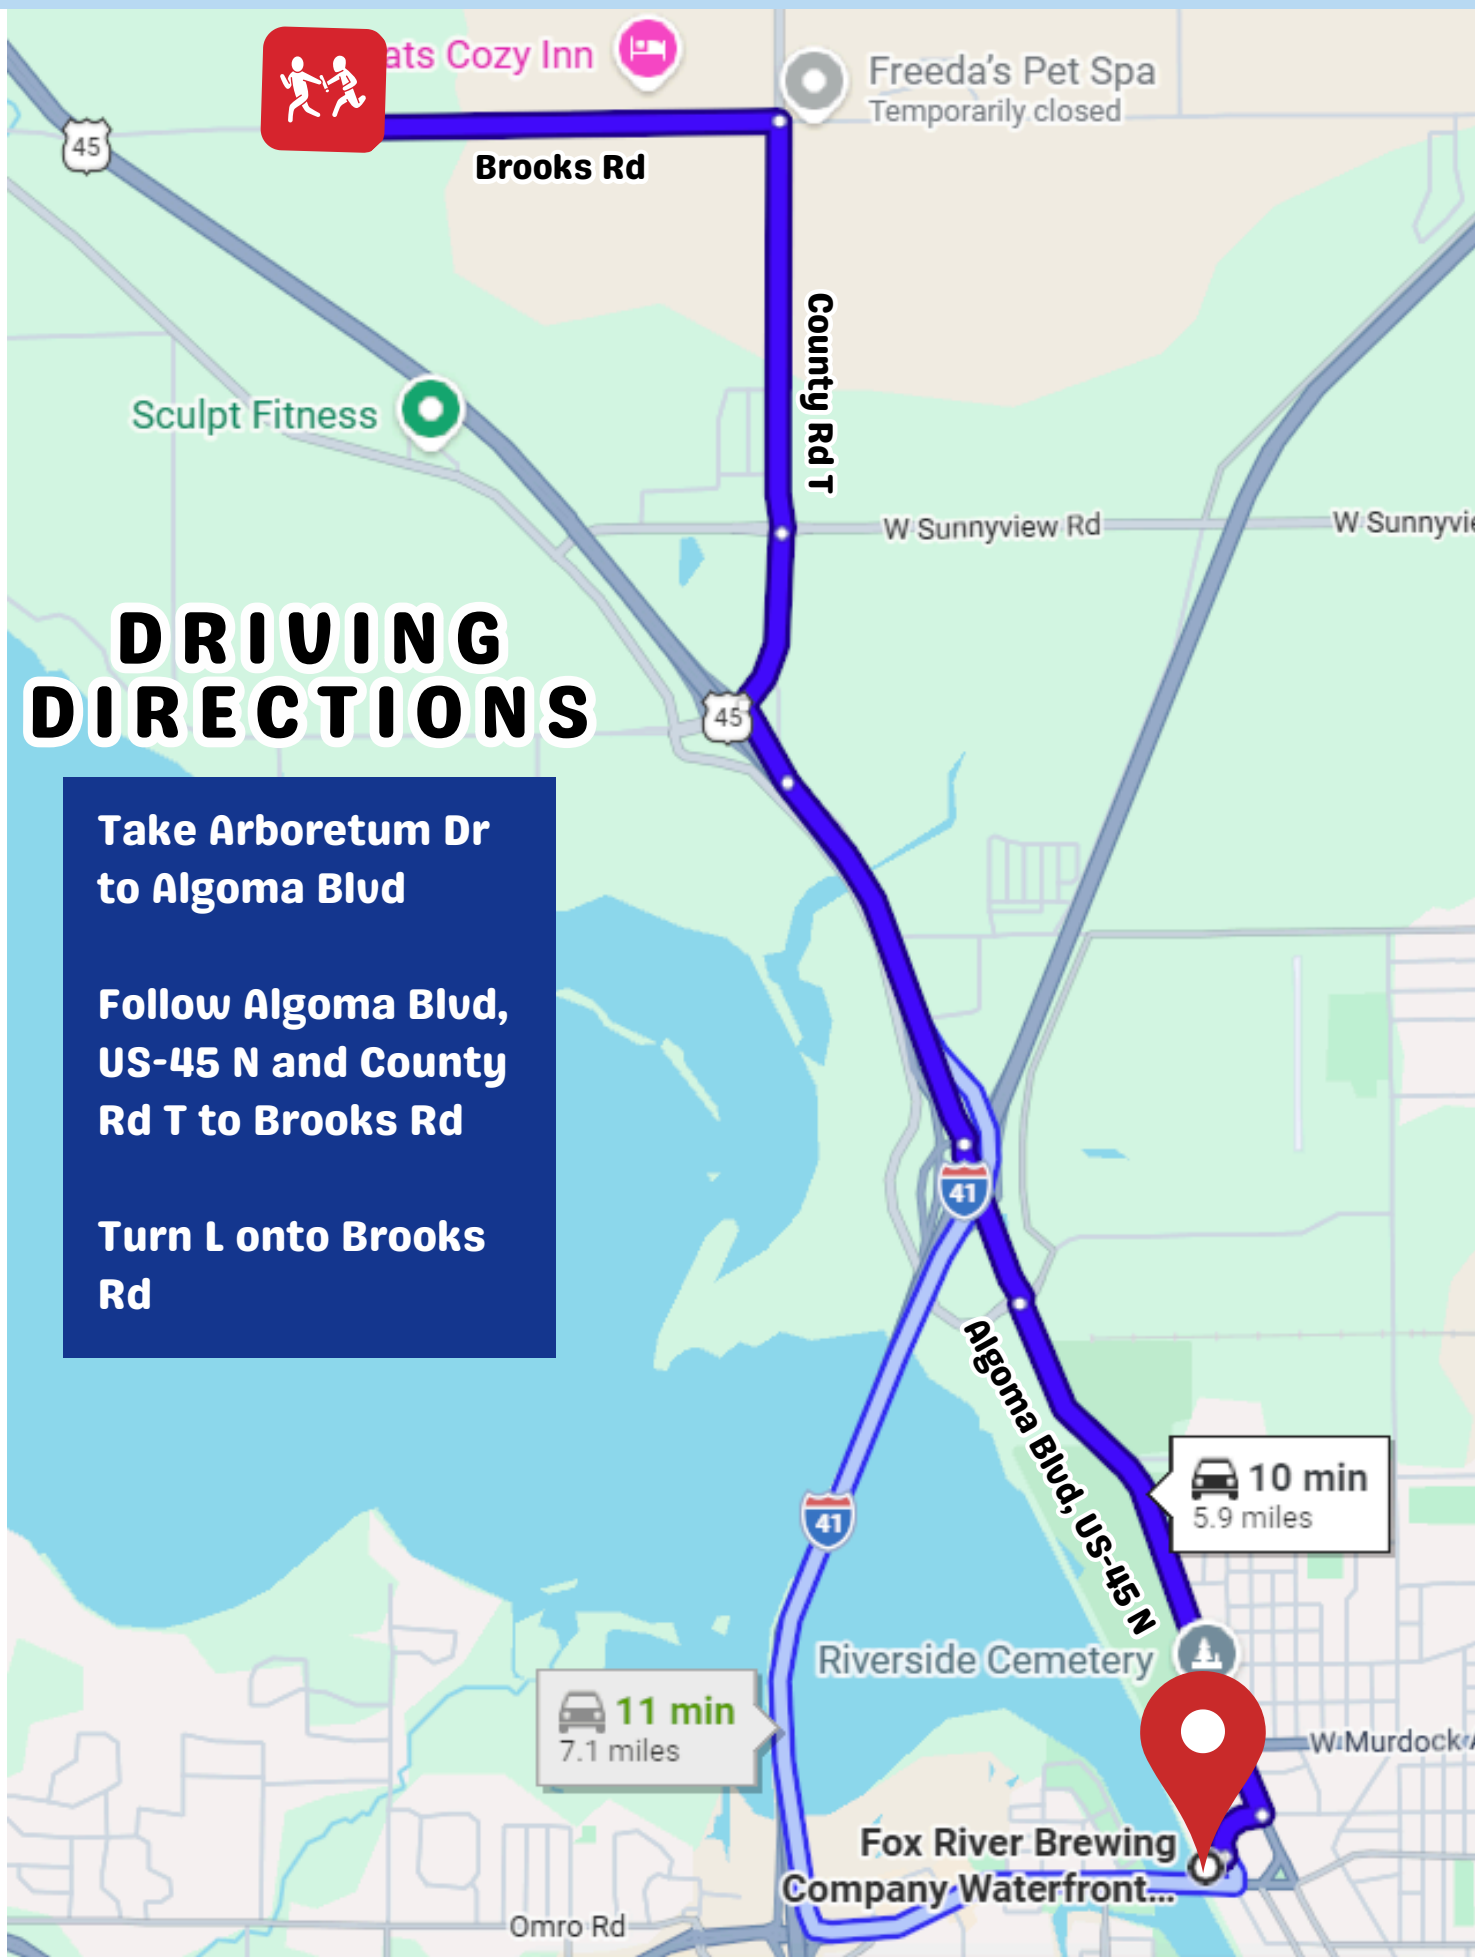 ats Cozy Inn
Freeda's Pet Spa
Temporarily closed
45
Brooks Rd
County Rd T
Sculpt Fitness
W Sunnyview Rd
W Sunnyvie
DRIVING
DIRECTIONS
45
Take Arboretum Dr
to Algoma Blvd
Follow Algoma Blvd,
US-45 N and County
Rd T to Brooks Rd
Turn L onto Brooks
Rd
41
Algoma Blvd, US-45 N
10 min
5.9 miles
41
Riverside Cemetery
11 min
7.1 miles
W Murdock A
Fox River Brewing
Company Waterfront...
Omro Rd